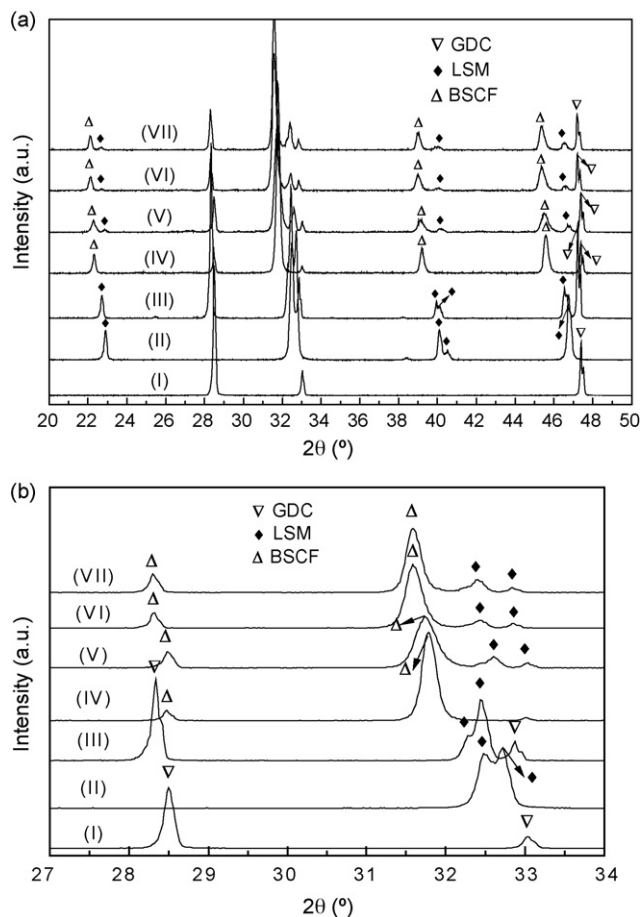 (a)
▽ GDC
♦ LSM
△ BSCF
(VII)
(VI)
(V)
(IV)
(III)
(II)
(I)
Intensity (a.u.)
20 22 24 26 28 30 32 34 36 38 40 42 44 46 48 50
2θ (º)
(b)
▽ GDC
♦ LSM
△ BSCF
(VII)
(VI)
(V)
(IV)
(III)
(II)
(I)
Intensity (a.u.)
27 28 29 30 31 32 33 34
2θ (º)